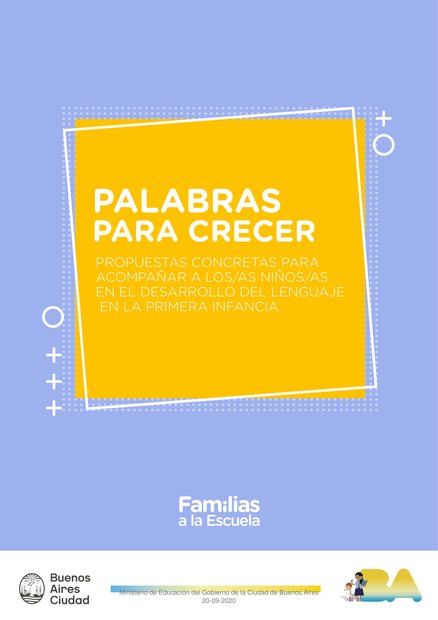 PALABRAS
PARA CRECER
PROPUESTAS CONCRETAS PARA
ACOMPAÑAR A LOS/AS NIÑOS/AS
EN EL DESARROLLO DEL LENGUAJE
EN LA PRIMERA INFANCIA.
Familias
a la Escuela
Buenos
Aires
Ciudad
Ministerio de Educación del Gobierno de la Ciudad de Buenos Aires
20-09-2020
BA